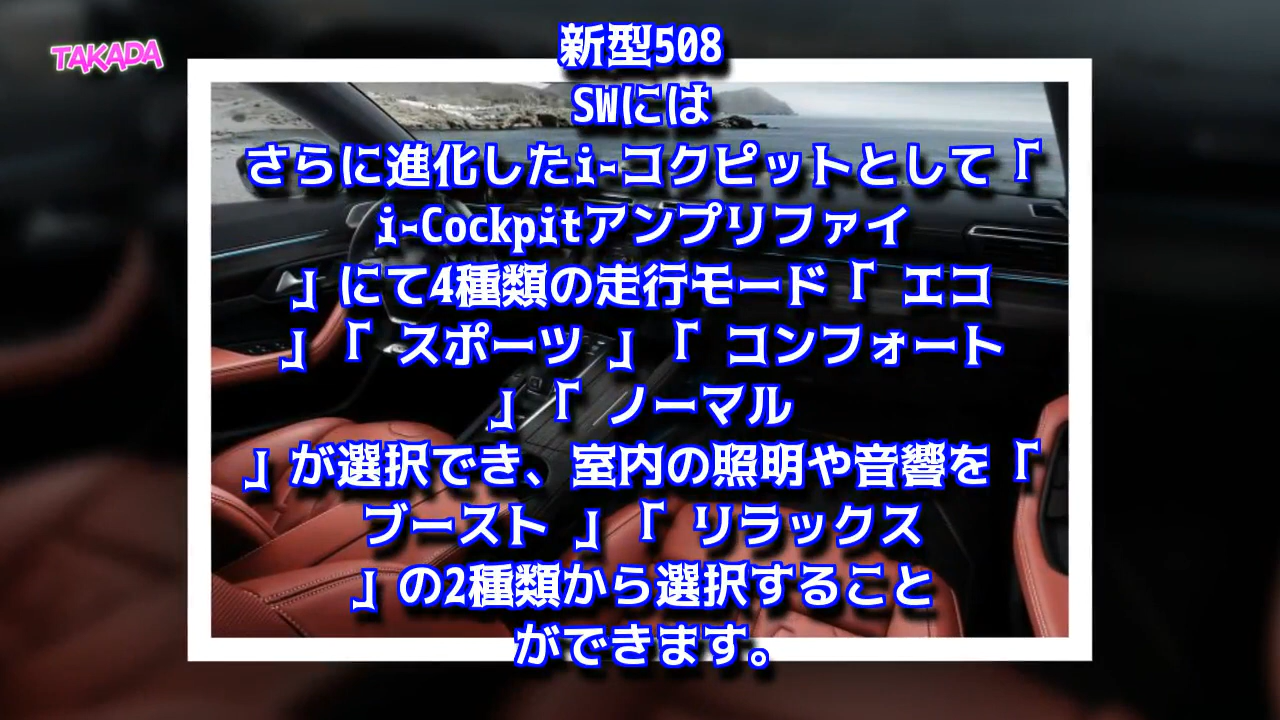 TAKADA
新型508
SWには
さらに進化したi-コクピットとして「
i-Cockpitアンプリファイ
」にて4種類の走行モード「 エコ
」「 スポーツ 」「 コンフォート
」「 ノーマル
」が選択でき、室内の照明や音響を「
ブースト 」「 リラックス
」の2種類から選択すること
ができます。